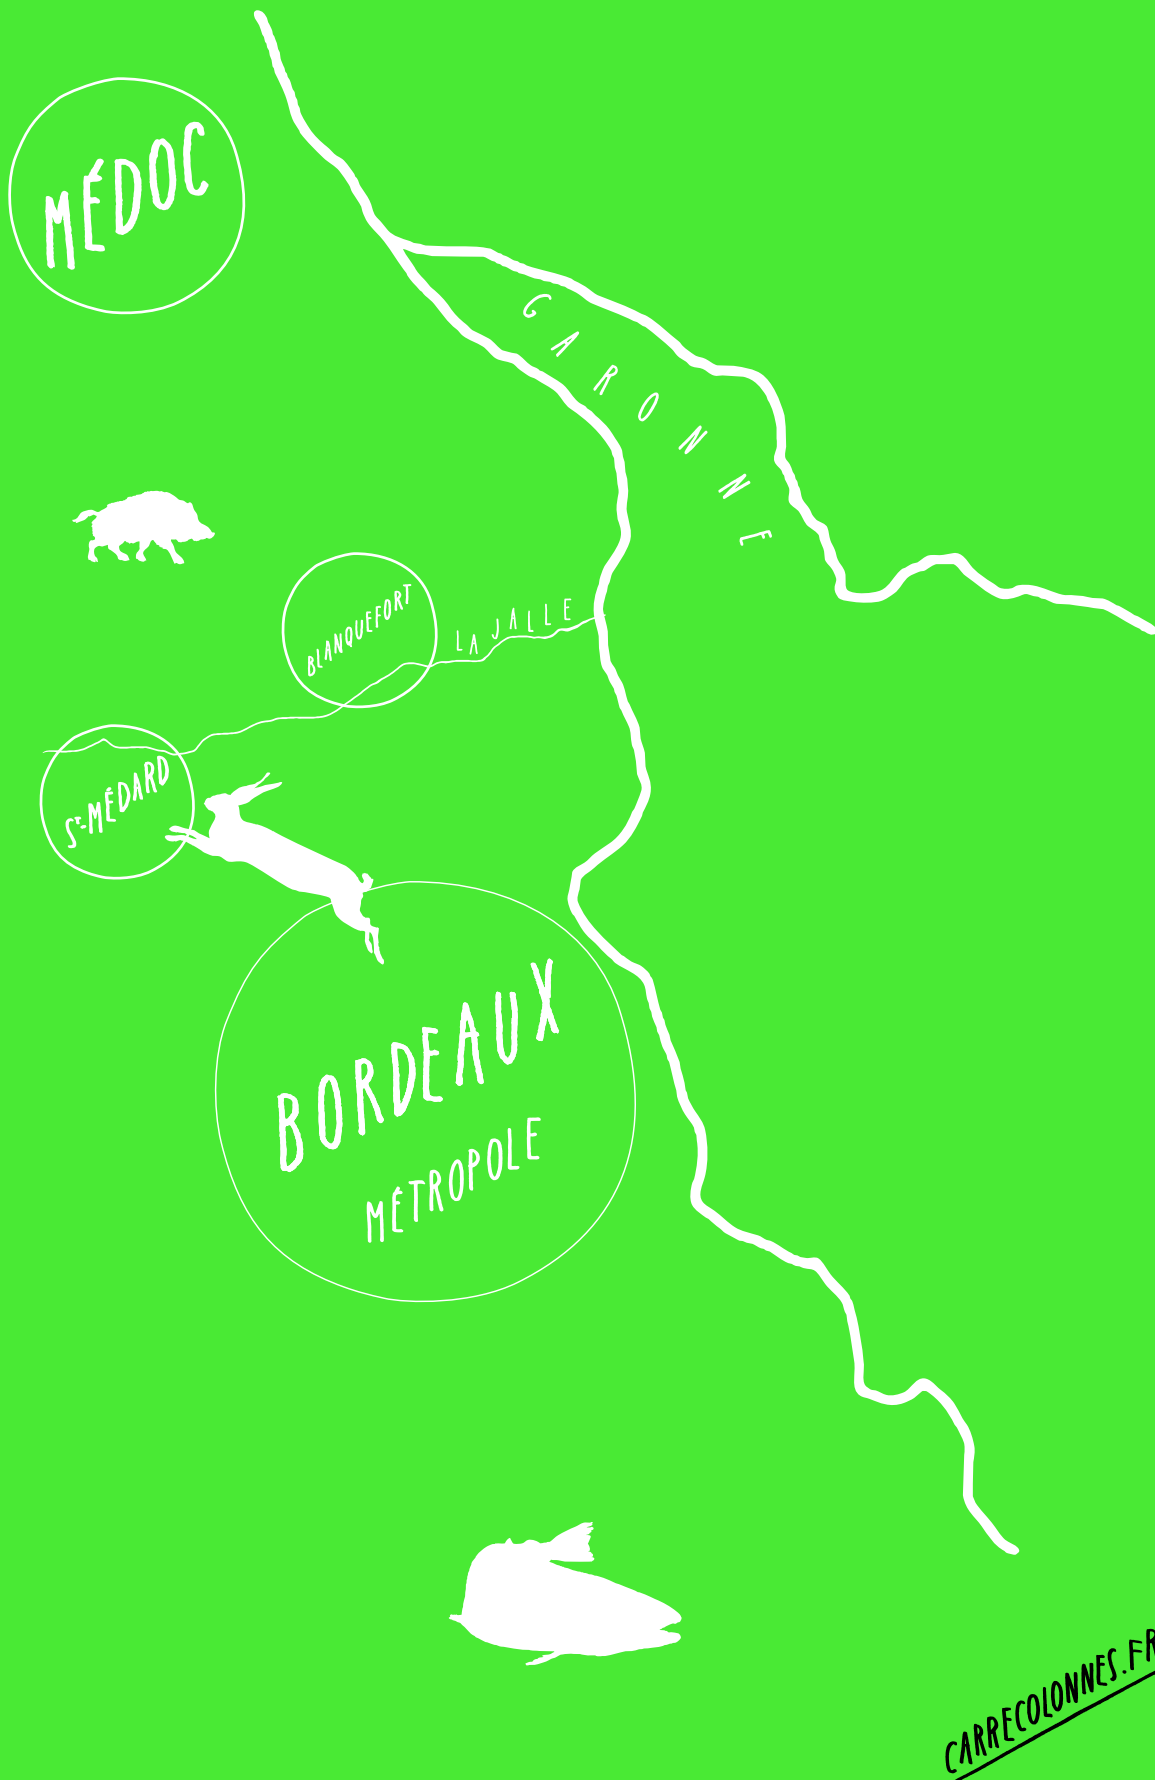 MÉDOC
GARONNE
BLANQUEFORT
LA JALLE
ST-MÉDARD
BORDEAUX
MÉTROPOLE
CARRECOLONNES.FR